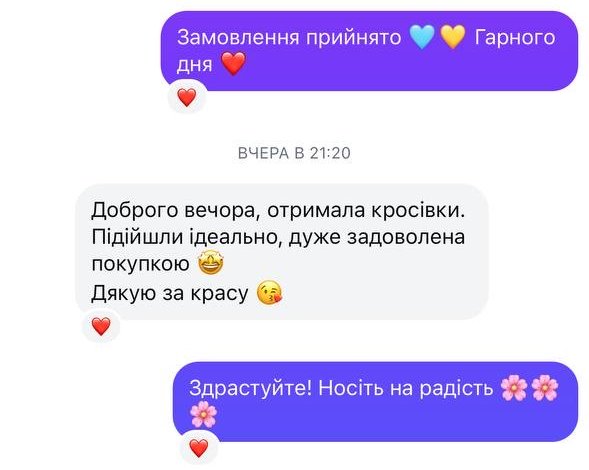 Замовлення прийнято 🩵💛 Гарного
дня ❤️
ВЧЕРА В 21:20
Доброго вечора, отримала кросівки.
Підійшли ідеально, дуже задоволена
покупкою 🤩
Дякую за красу 😘
Здрастуйте! Носіть на радість 🌸🌸
🌸